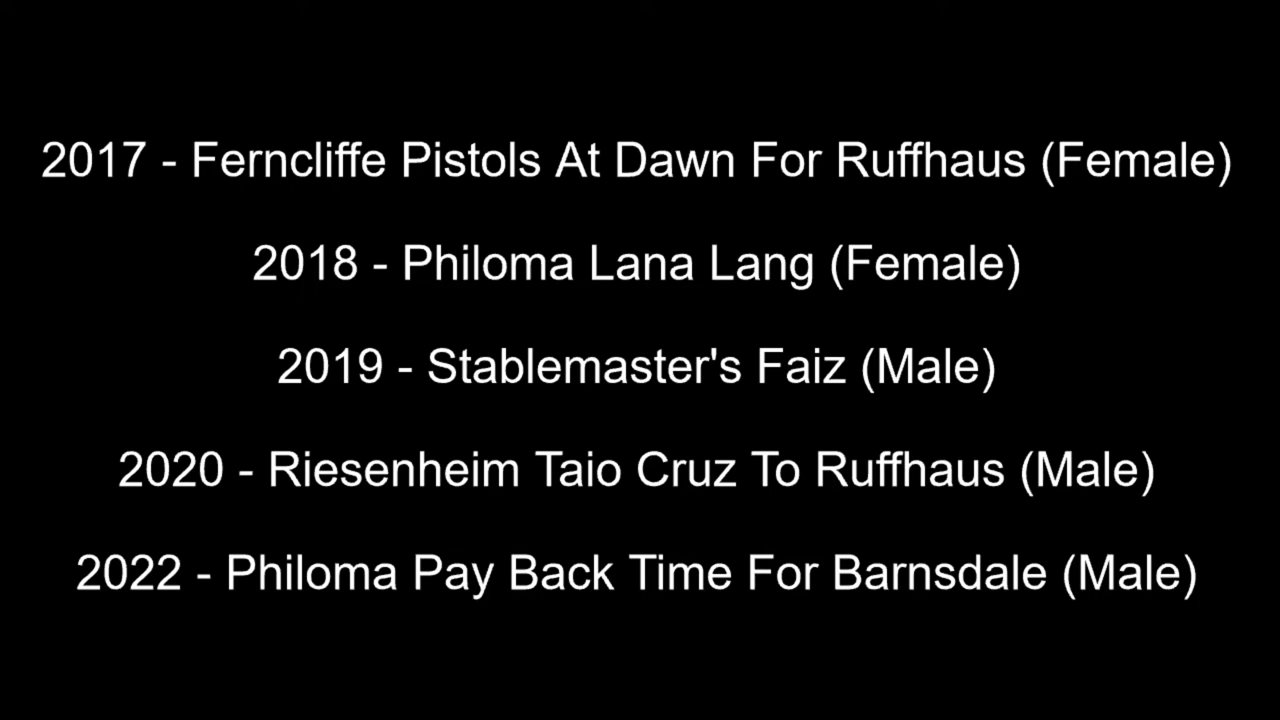 2017 - Ferncliffe Pistols At Dawn For Ruffhaus (Female)
2018 - Philoma Lana Lang (Female)
2019 - Stablemaster's Faiz (Male)
2020 - Riesenheim Taio Cruz To Ruffhaus (Male)
2022 - Philoma Pay Back Time For Barnsdale (Male)